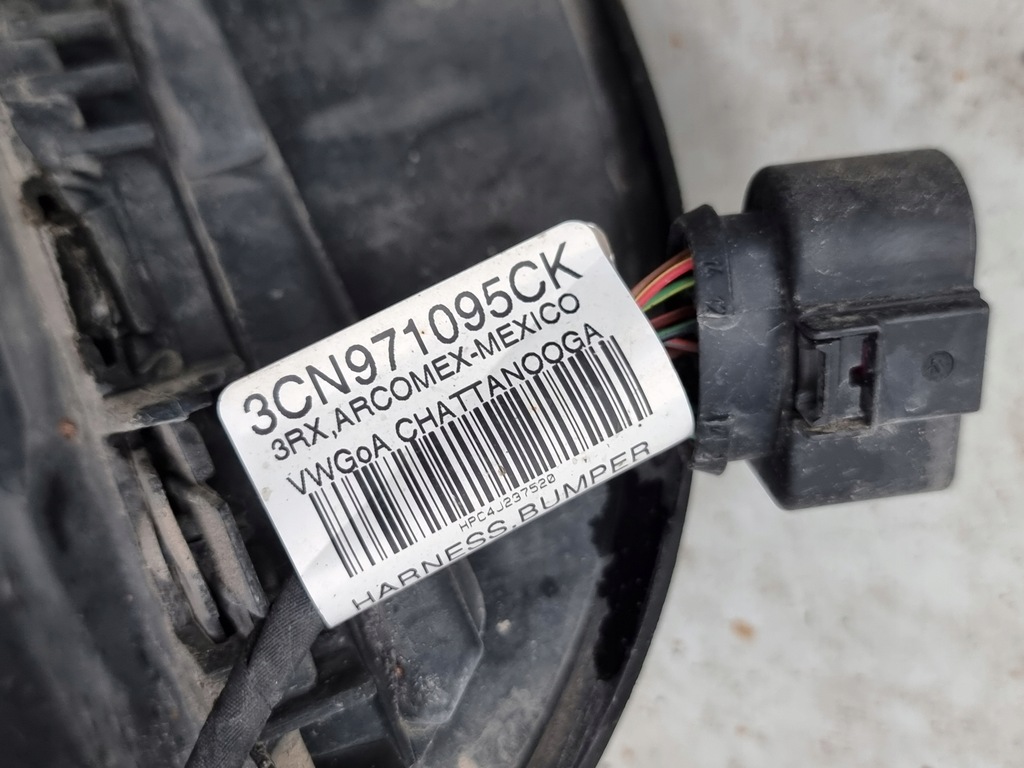 3CN971095CK
3RX,ARCOMEX-MEXICO
VWGoA CHATTANOOGA
HPC4J237520
HARNESS.BUMPER